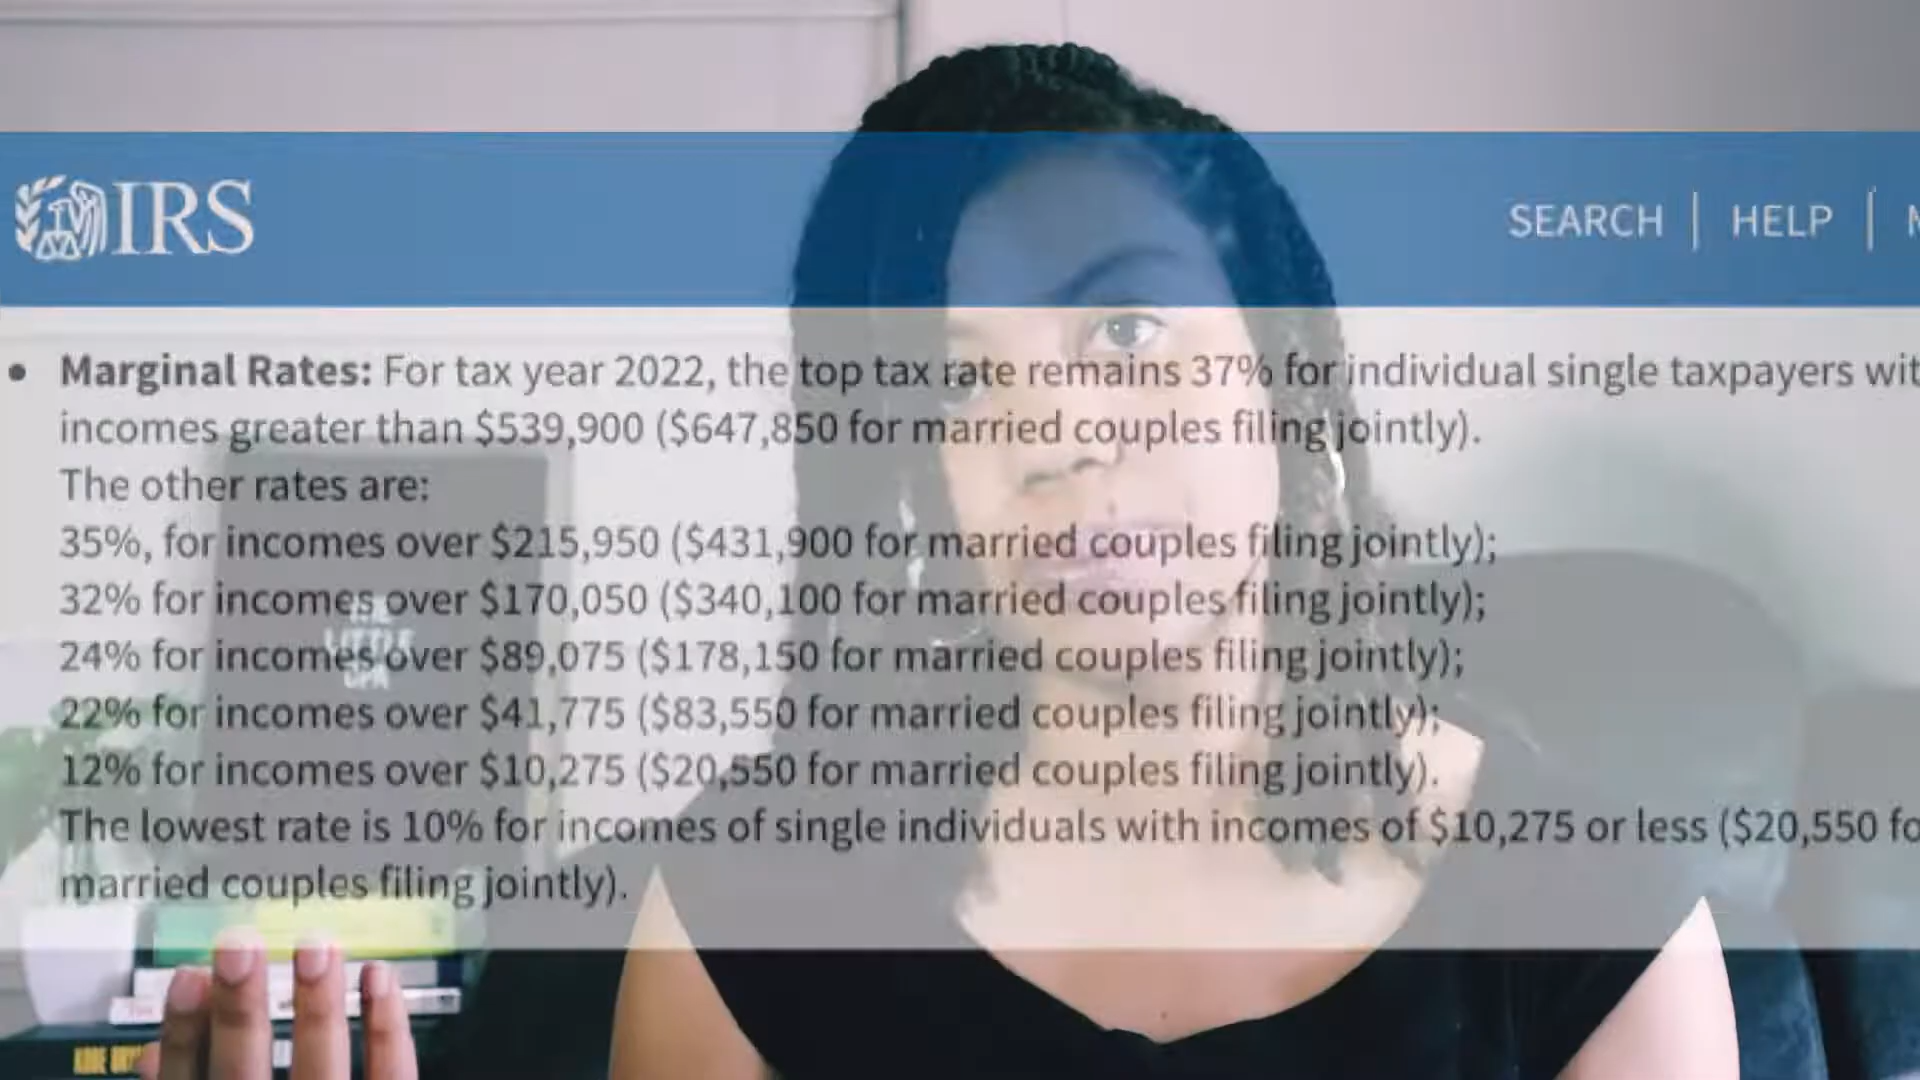 IRS
SEARCH | HELP |
• Marginal Rates: For tax year 2022, the top tax rate remains 37% for individual single taxpayers wit
incomes greater than $539,900 ($647,850 for married couples filing jointly).
The other rates are:
35%, for incomes over $215,950 ($431,900 for married couples filing jointly);
32% for incomes over $170,050 ($340,100 for married couples filing jointly);
24% for incomes over $89,075 ($178,150 for married couples filing jointly);
22% for incomes over $41,775 ($83,550 for married couples filing jointly);
12% for incomes over $10,275 ($20,550 for married couples filing jointly).
The lowest rate is 10% for incomes of single individuals with incomes of $10,275 or less ($20,550 fo
married couples filing jointly).
LITTLE
CPA